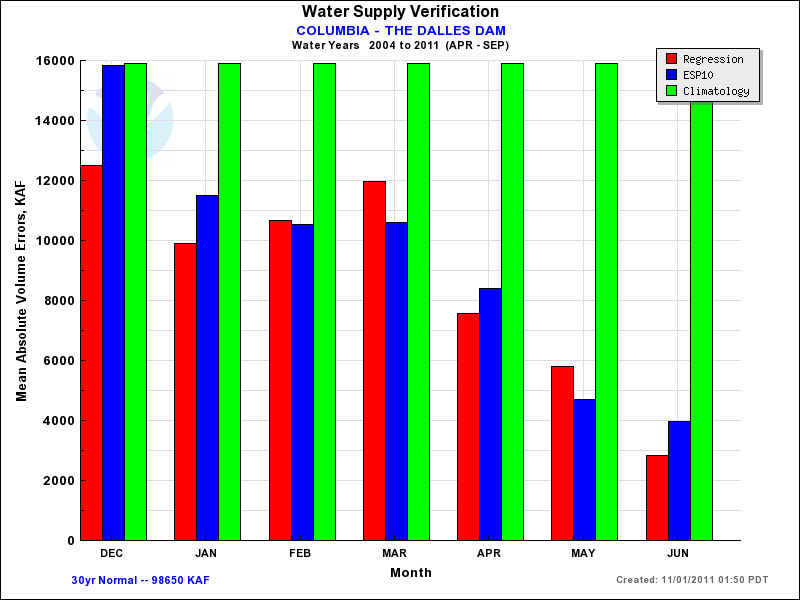 Water Supply Verification
COLUMBIA - THE DALLES DAM
Water Years 2004 to 2011 (APR - SEP)
Regression
ESP10
Climatology
Mean Absolute Volume Errors, KAF
16000
14000
12000
10000
8000
6000
4000
2000
0
DEC JAN FEB MAR APR MAY JUN
Month
30yr Normal -- 98650 KAF
Created: 11/01/2011 01:50 PDT